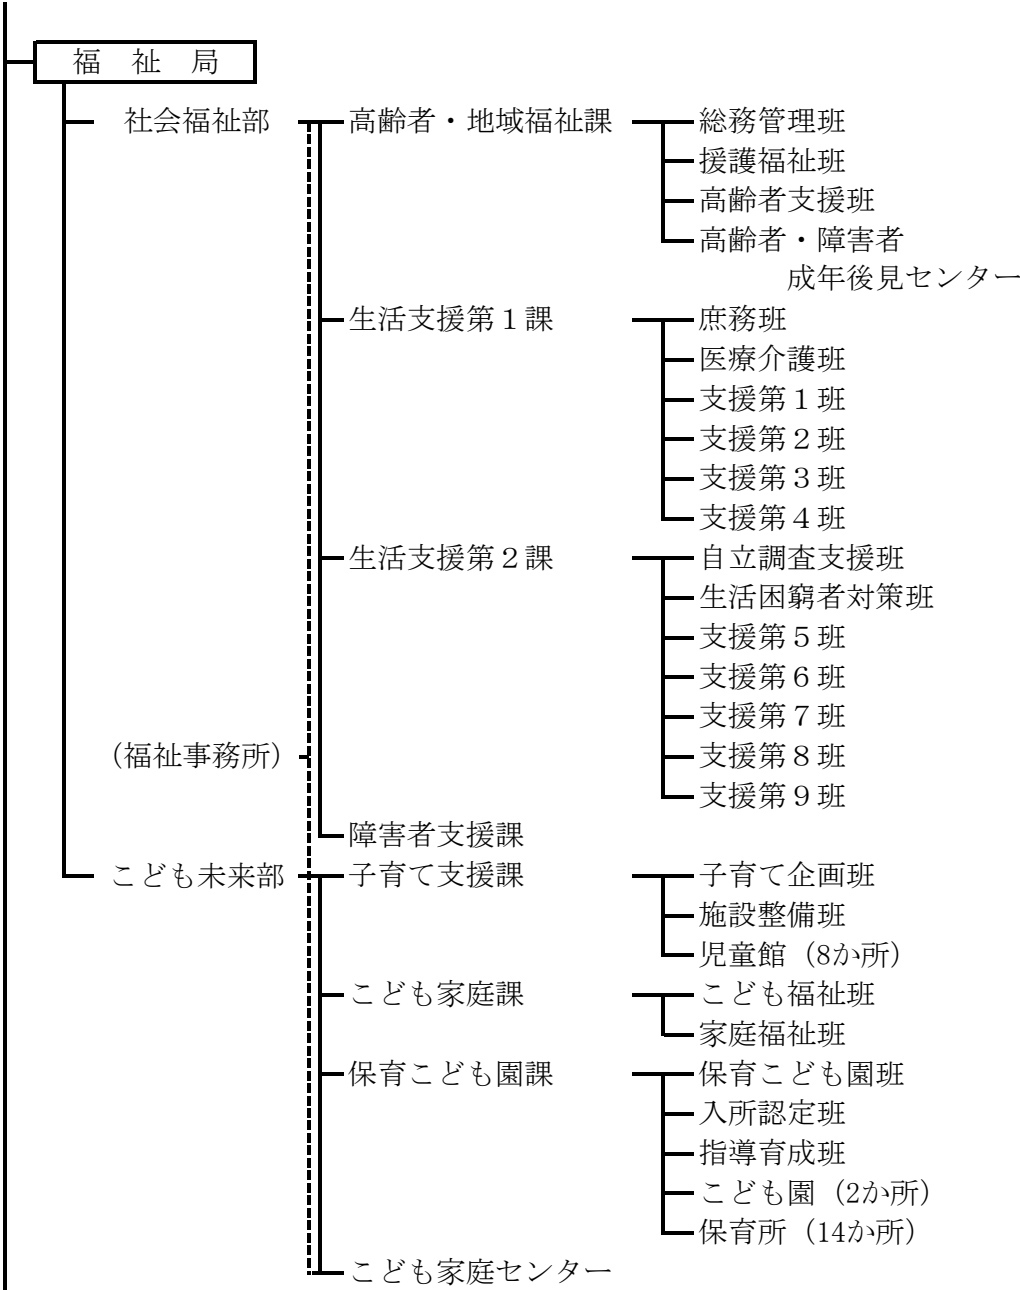 福　祉　局
社会福祉部　高齢者・地域福祉課　総務管理班
援護福祉班
高齢者支援班
高齢者・障害者
成年後見センター
生活支援第１課　庶務班
医療介護班
支援第１班
支援第２班
支援第３班
支援第４班
生活支援第２課　自立調査支援班
生活困窮者対策班
支援第５班
支援第６班
支援第７班
（福祉事務所）　支援第８班
支援第９班
障害者支援課
こども未来部　子育て支援課　子育て企画班
施設整備班
児童館（8か所）
こども家庭課　こども福祉班
家庭福祉班
保育こども園課　保育こども園班
入所認定班
指導育成班
こども園（2か所）
保育所（14か所）
こども家庭センター